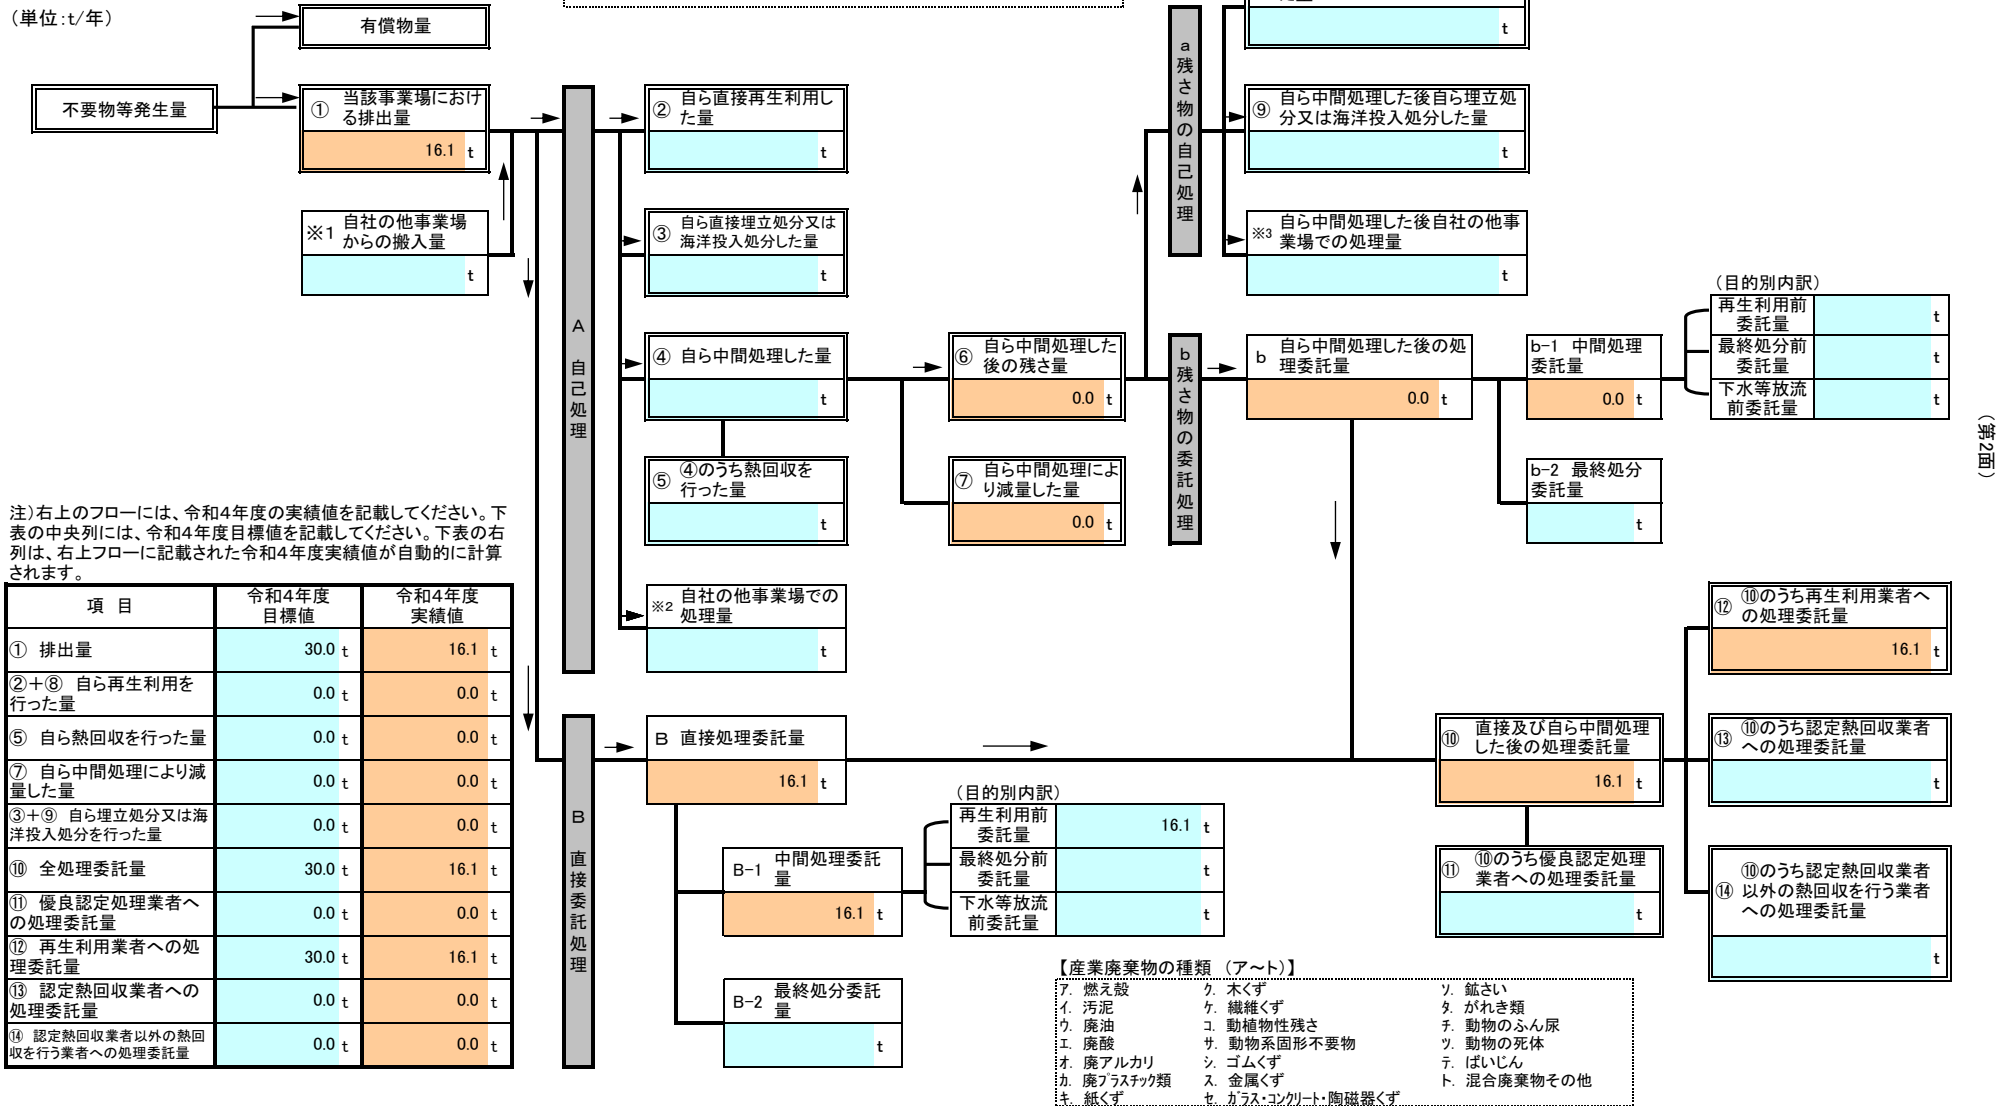 （単位:t/年）
有償物量
不要物等発生量
① 当該事業場におけ
る排出量
16.1 t
※1 自社の他事業場
からの搬入量
t
A 自己処理
② 自ら直接再生利用し
た量
t
③ 自ら直接埋立処分又は
海洋投入処分した量
t
④ 自ら中間処理した量
t
⑤ ④のうち熱回収を
行った量
t
※2 自社の他事業場での
処理量
t
⑥ 自ら中間処理した
後の残さ量
0.0 t
⑦ 自ら中間処理によ
り減量した量
0.0 t
a残さ物の自己処理
t
⑨ 自ら中間処理した後自ら埋立処
分又は海洋投入処分した量
t
※3 自ら中間処理した後自社の他事
業場での処理量
t
b残さ物の委託処理
b 自ら中間処理した後の処
理委託量
0.0 t
b-1 中間処理
委託量
0.0 t
b-2 最終処分
委託量
t
（目的別内訳）
再生利用前
委託量
t
最終処分前
委託量
t
下水等放流
前委託量
t
（第2面）
注）右上のフローには、令和4年度の実績値を記載してください。下
表の中央列には、令和4年度目標値を記載してください。下表の右
列は、右上フローに記載された令和4年度実績値が自動的に計算
されます。
項 目 令和4年度
目標値 令和4年度
実績値
① 排出量 30.0 t 16.1 t
②＋⑧ 自ら再生利用を
行った量 0.0 t 0.0 t
⑤ 自ら熱回収を行った量 0.0 t 0.0 t
⑦ 自ら中間処理により減
量した量 0.0 t 0.0 t
③＋⑨ 自ら埋立処分又は海
洋投入処分を行った量 0.0 t 0.0 t
⑩ 全処理委託量 30.0 t 16.1 t
⑪ 優良認定処理業者へ
の処理委託量 0.0 t 0.0 t
⑫ 再生利用業者への処
理委託量 30.0 t 16.1 t
⑬ 認定熱回収業者への
処理委託量 0.0 t 0.0 t
⑭ 認定熱回収業者以外の熱回
収を行う業者への処理委託量 0.0 t 0.0 t
B 直接委託処理
B 直接処理委託量
16.1 t
B-1 中間処理委託
量
16.1 t
B-2 最終処分委託
量
t
（目的別内訳）
再生利用前
委託量
16.1 t
最終処分前
委託量
t
下水等放流
前委託量
t
⑩ 直接及び自ら中間処理
した後の処理委託量
16.1 t
⑪ ⑩のうち優良認定処理
業者への処理委託量
t
⑫ ⑩のうち再生利用業者へ
の処理委託量
16.1 t
⑬ ⑩のうち認定熱回収業者
への処理委託量
t
⑭ ⑩のうち認定熱回収業者
以外の熱回収を行う業者
への処理委託量
t
【産業廃棄物の種類 （ア～ト）】
ア. 燃え殻 ク. 木くず ソ. 鉱さい
イ. 汚泥 ケ. 繊維くず タ. がれき類
ウ. 廃油 コ. 動植物性残さ チ. 動物のふん尿
エ. 廃酸 サ. 動物系固形不要物 ツ. 動物の死体
オ. 廃アルカリ シ. ゴムくず テ. ばいじん
カ. 廃プラスチック類 ス. 金属くず ト. 混合廃棄物その他
キ. 紙くず セ. ガラス・コンクリート・陶磁器くず